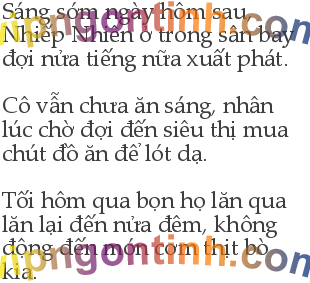 Sáng sớm ngày hôm sau,
Nhiếp Nhiên ở trong sân bay
đợi nửa tiếng nữa xuất phát.
Cô vẫn chưa ăn sáng, nhân
lúc chờ đợi đến siêu thị mua
chút đồ ăn để lót dạ.
Tối hôm qua bọn họ lăn qua
lăn lại đến nửa đêm, không
động đến món cơm thịt bò
kia.